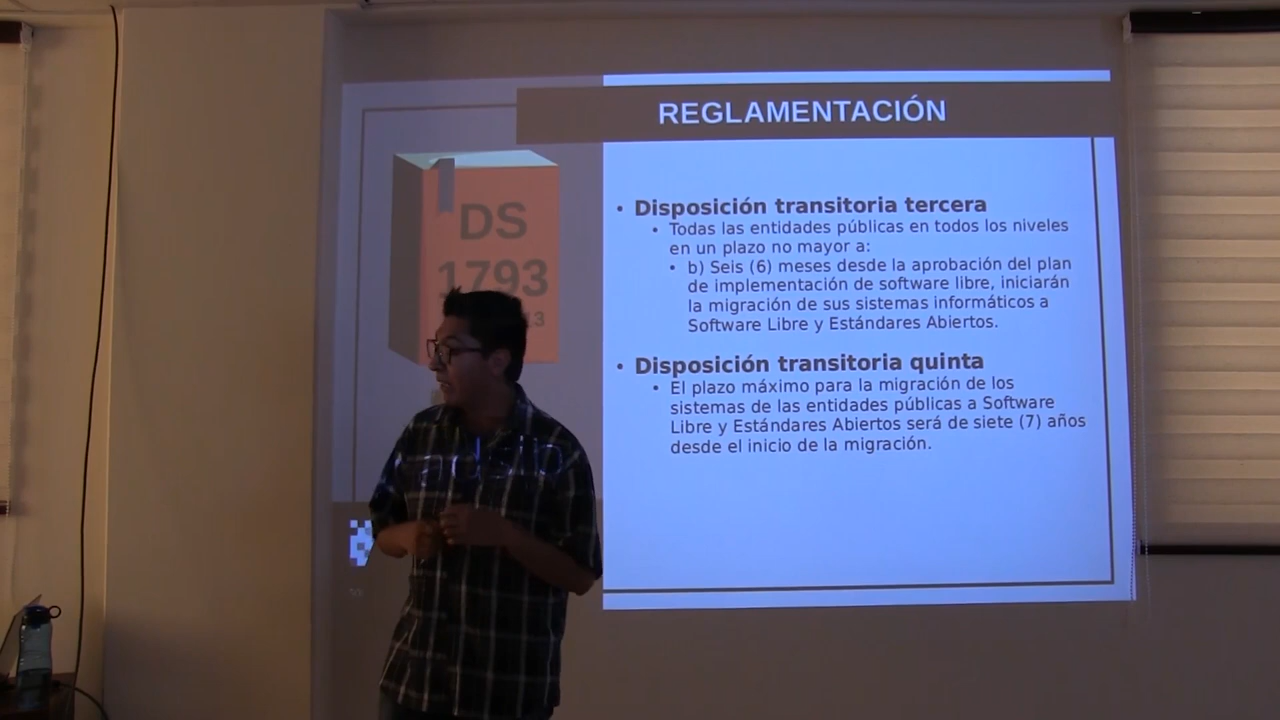 REGLAMENTACIÓN
1
DS
1793
13
• Disposición transitoria tercera
• Todas las entidades públicas en todos los niveles
en un plazo no mayor a:
• b) Seis (6) meses desde la aprobación del plan
de implementación de software libre, iniciarán
la migración de sus sistemas informáticos a
Software Libre y Estándares Abiertos.
• Disposición transitoria quinta
• El plazo máximo para la migración de los
sistemas de las entidades públicas a Software
Libre y Estándares Abiertos será de siete (7) años
desde el inicio de la migración.